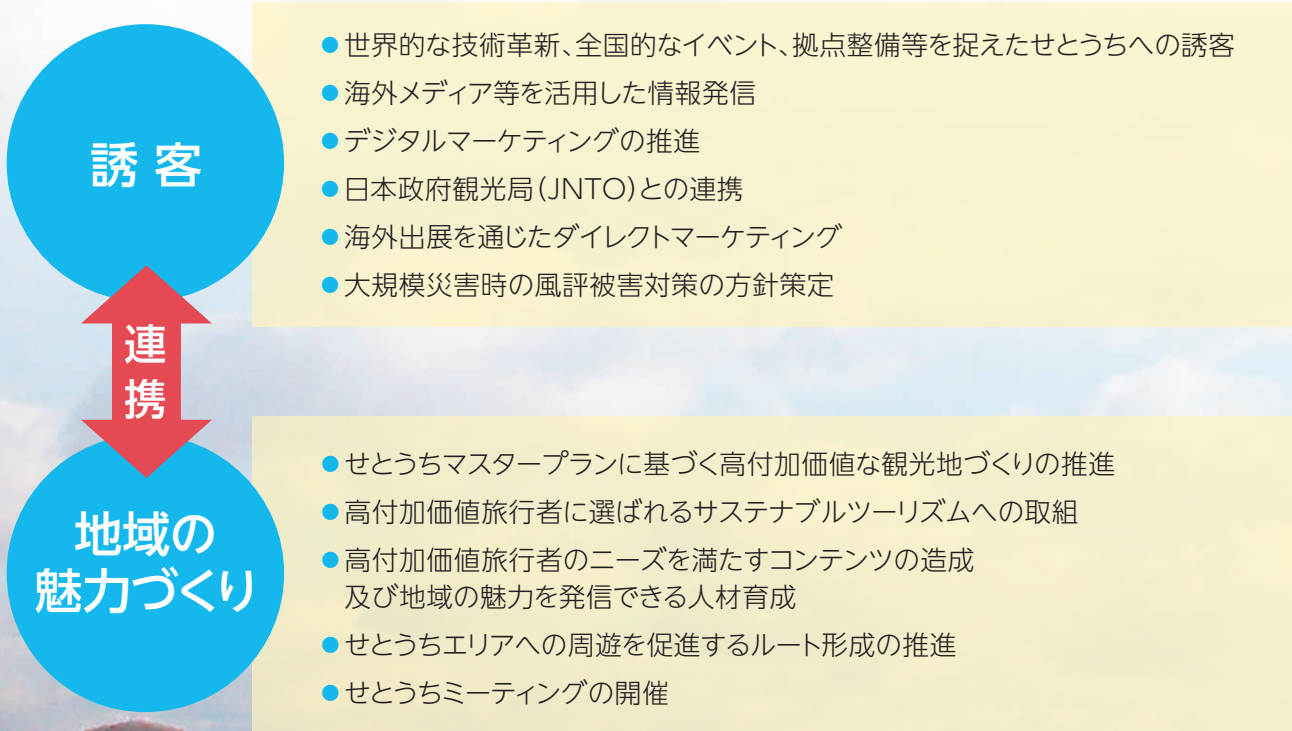 誘客
●世界的な技術革新、全国的なイベント、拠点整備等を捉えたせとうちへの誘客
●海外メディア等を活用した情報発信
●デジタルマーケティングの推進
●日本政府観光局(JNTO)との連携
●海外出展を通じたダイレクトマーケティング
●大規模災害時の風評被害対策の方針策定
連携
地域の
魅力づくり
●せとうちマスタープランに基づく高付加価値な観光地づくりの推進
●高付加価値旅行者に選ばれるサステナブルツーリズムへの取組
●高付加価値旅行者のニーズを満たすコンテンツの造成
及び地域の魅力を発信できる人材育成
●せとうちエリアへの周遊を促進するルート形成の推進
●せとうちミーティングの開催